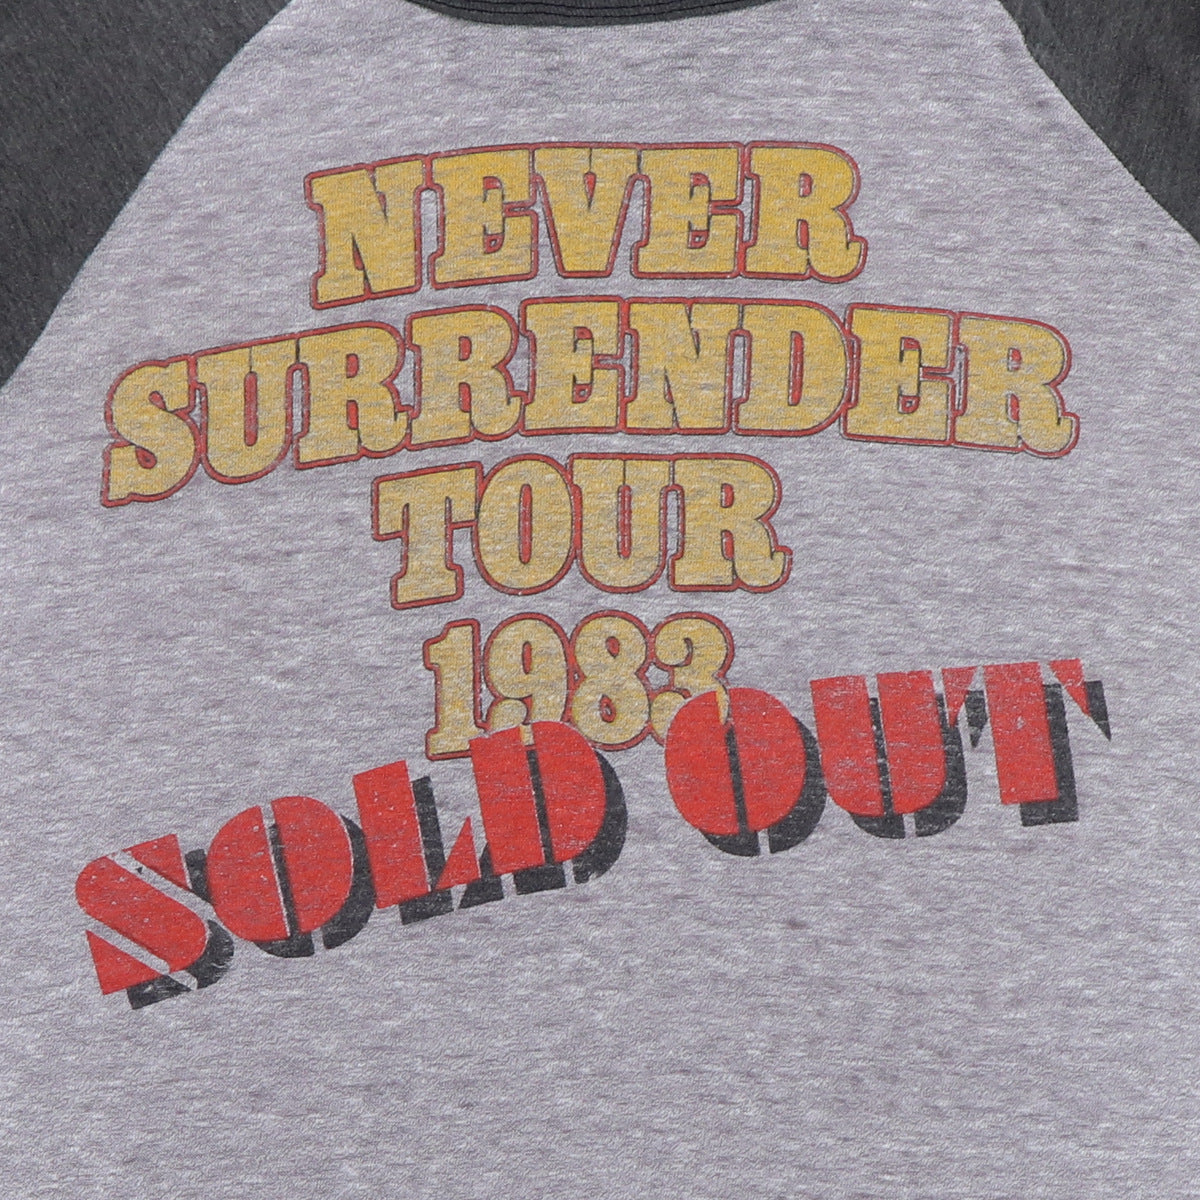 NEVER
SURRENDER
TOUR
1983
SOLD OUT